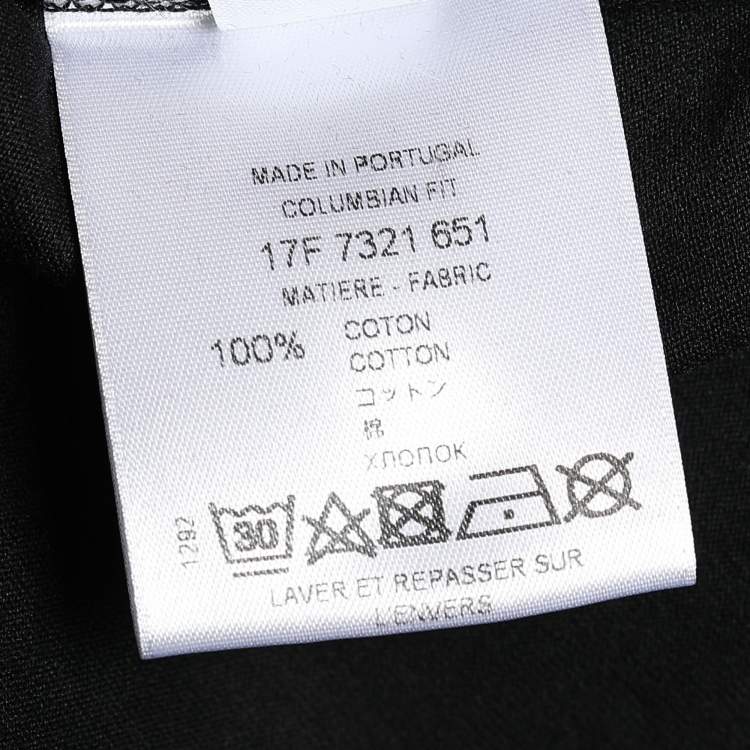 MADE IN PORTUGAL
COLUMBIAN FIT
17F 7321 651
MATIERE - FABRIC
100% COTON
COTTON
コットン
棉
ХЛОПОК
1292
30
LAVER ET REPASSER SUR
L'ENVERS